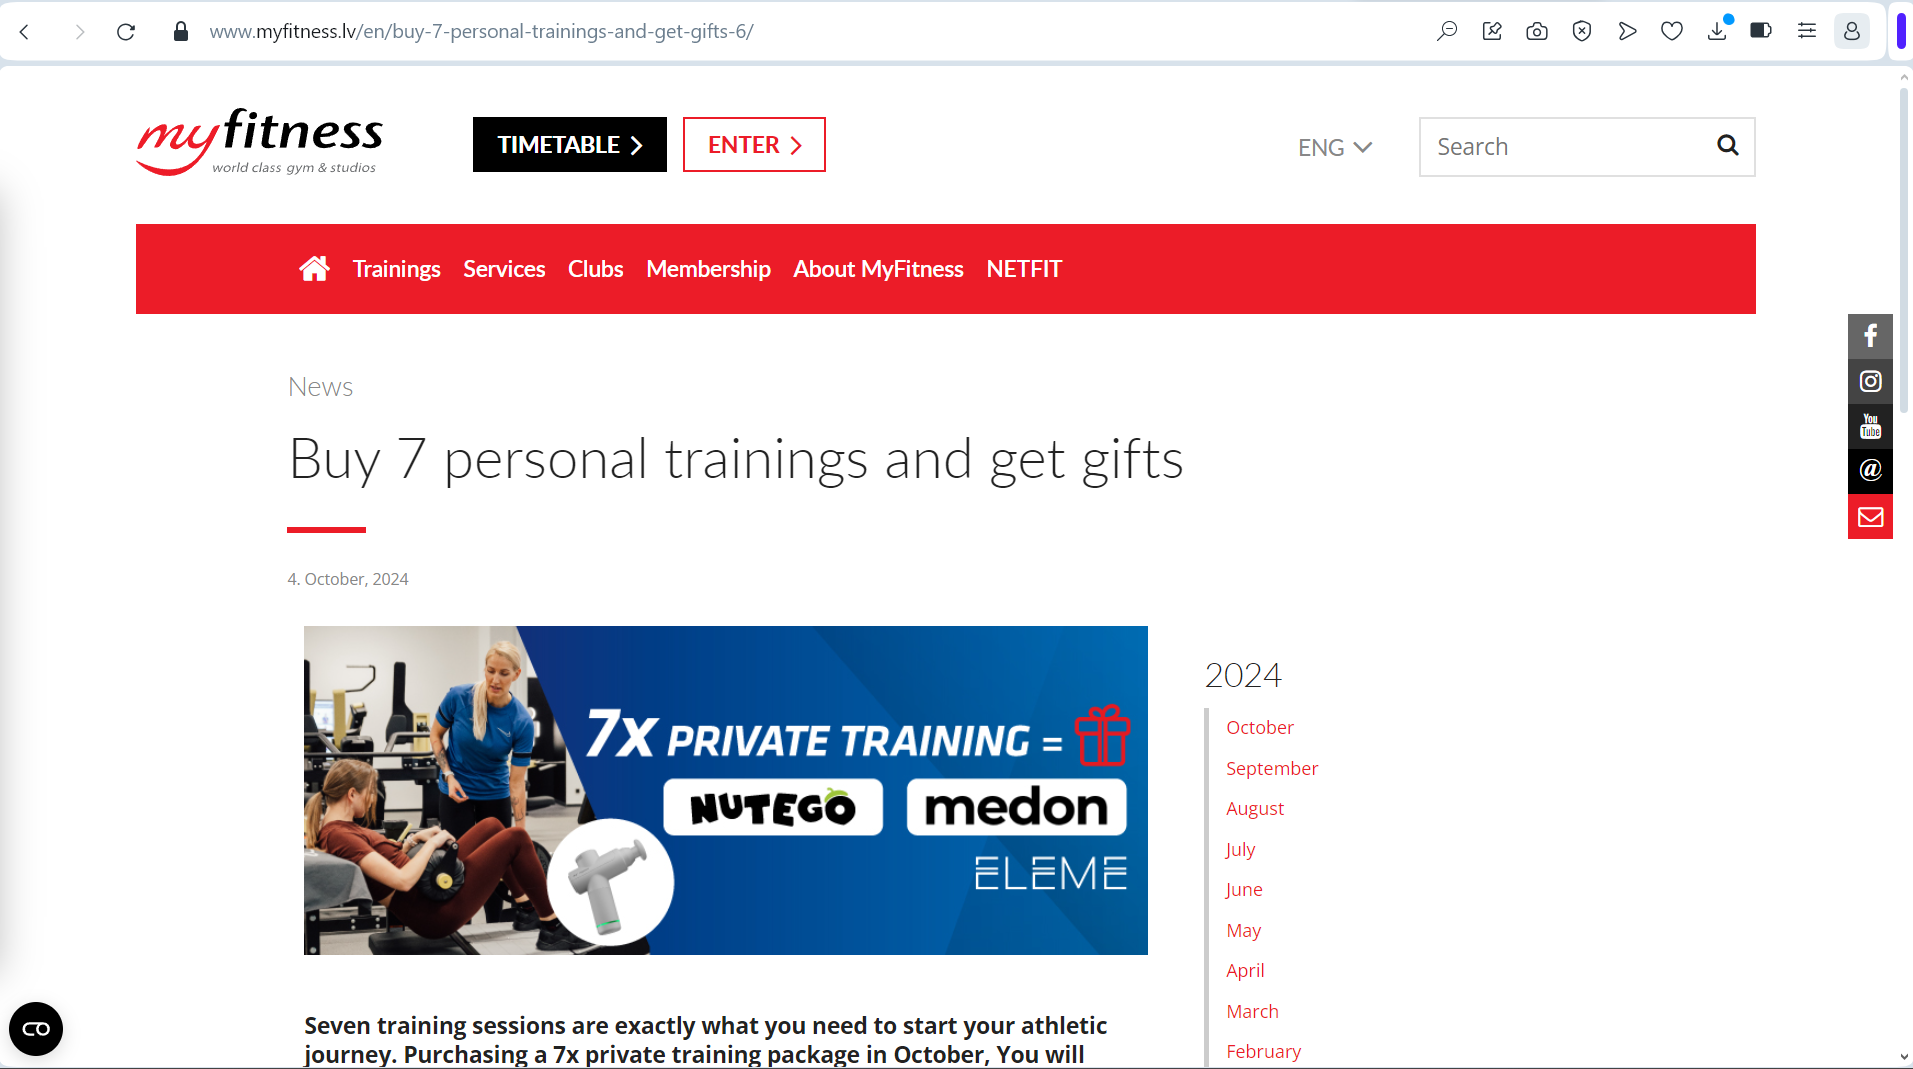 www.myfitness.lv/en/buy-7-personal-trainings-and-get-gifts-6/
myfitness
world class gym & studios
TIMETABLE
ENTER
ENG
Search
Trainings Services Clubs Membership About MyFitness NETFIT
News
Buy 7 personal trainings and get gifts
4. October, 2024
7X PRIVATE TRAINING =
NUTEGO
medon
ELEME
Seven training sessions are exactly what you need to start your athletic
journey. Purchasing a 7x private training package in October, You will
2024
October
September
August
July
June
May
April
March
February
You
Tube
@